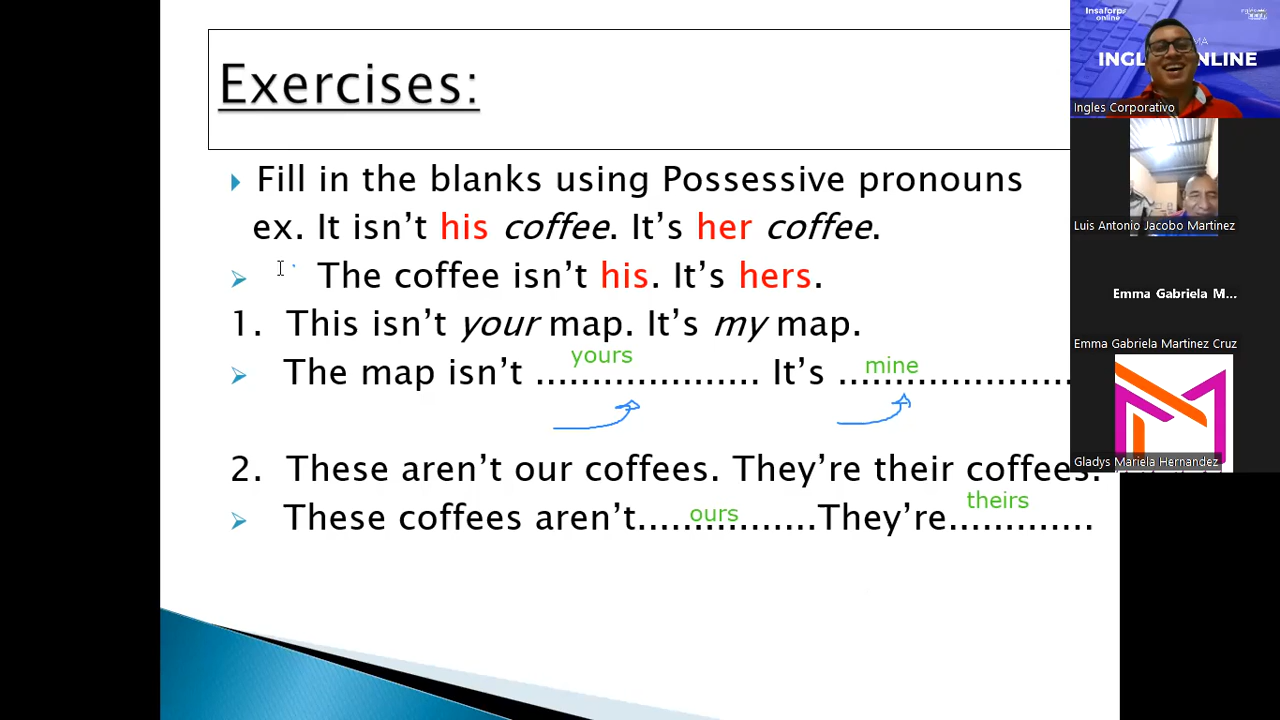 Exercises:
Fill in the blanks using Possessive pronouns
ex. It isn't his coffee. It's her coffee.
The coffee isn't his. It's hers.
1. This isn't your map. It's my map.
yours
mine
The map isn't .................... It's .....................
2. These aren't our coffees. They're their coffees.
ours
theirs
These coffees aren't................They're.............
Insaforp
online
INGL NLINE
Ingles Corporativo
Luis Antonio Jacobo Martinez
Emma Gabriela M...
Emma Gabriela Martinez Cruz
Gladys Mariela Hernandez